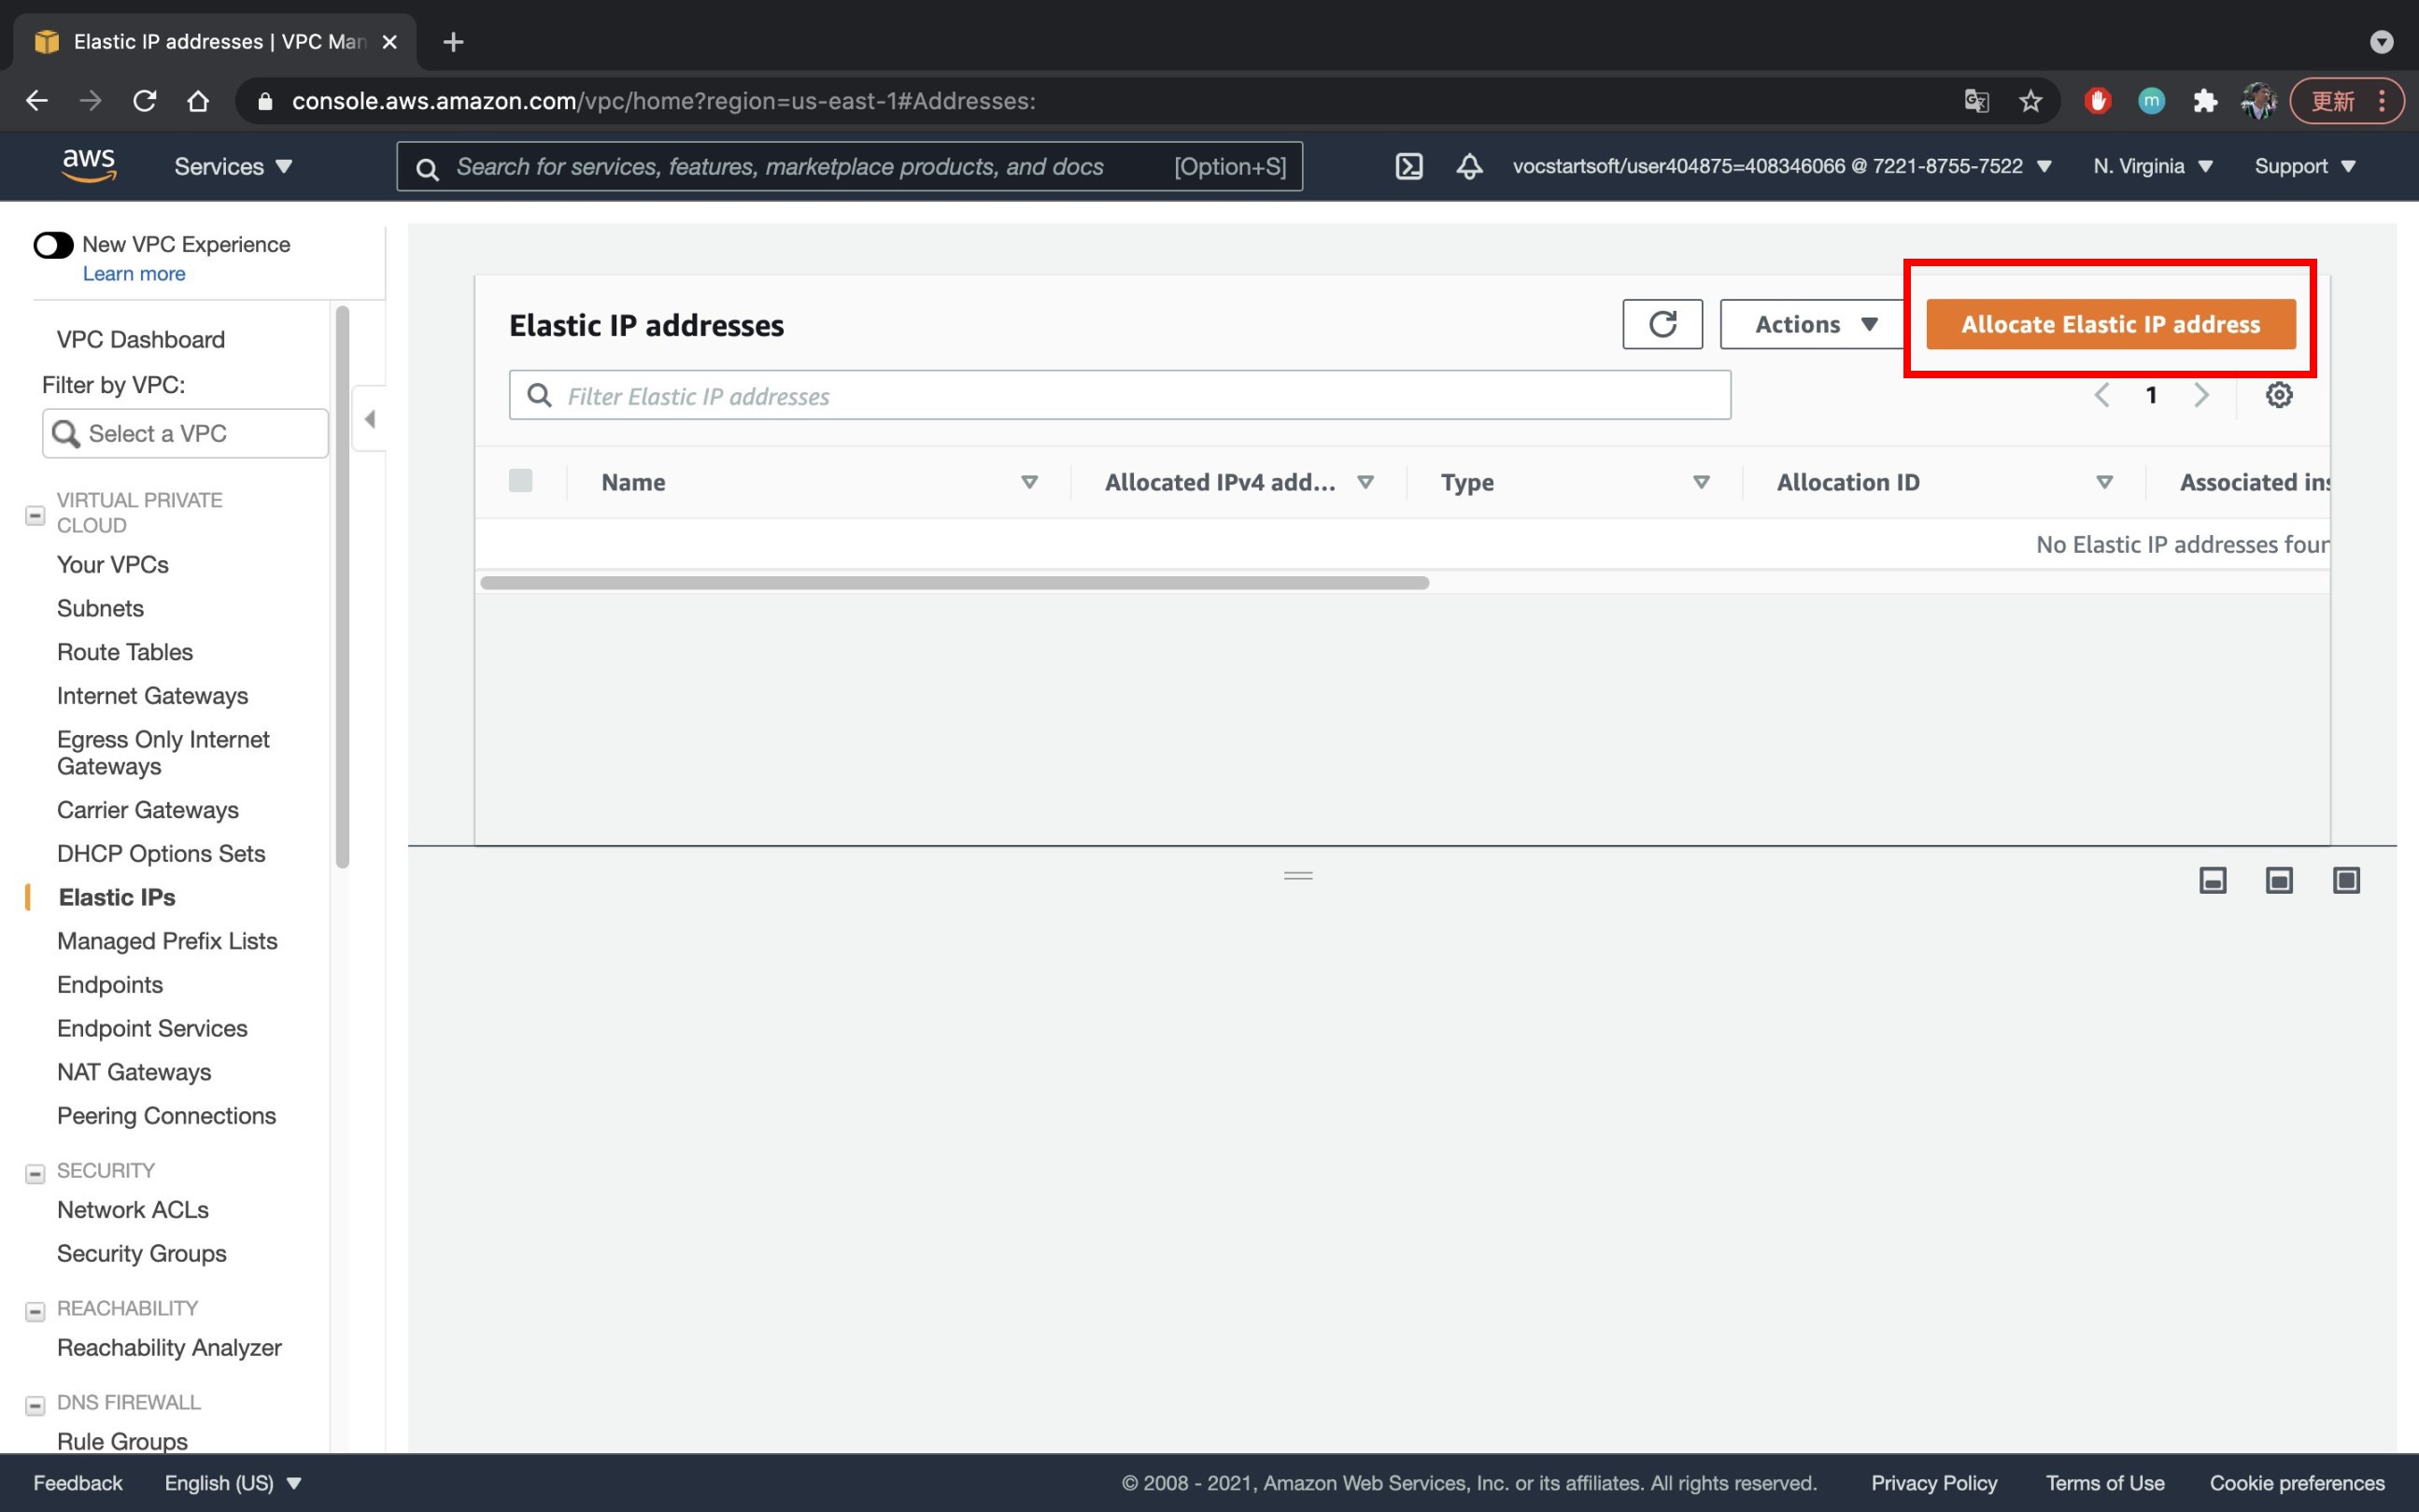 Elastic IP addresses | VPC Man
console.aws.amazon.com/vpc/home?region=us-east-1#Addresses:
m
更新
aws
Services
Search for services, features, marketplace products, and docs [Option+S]
vocstartsoft/user404875=408346066 @ 7221-8755-7522
N. Virginia
Support
New VPC Experience
Learn more
VPC Dashboard
Filter by VPC:
Select a VPC
VIRTUAL PRIVATE
CLOUD
Your VPCs
Subnets
Route Tables
Internet Gateways
Egress Only Internet
Gateways
Carrier Gateways
DHCP Options Sets
Elastic IPs
Managed Prefix Lists
Endpoints
Endpoint Services
NAT Gateways
Peering Connections
SECURITY
Network ACLs
Security Groups
REACHABILITY
Reachability Analyzer
DNS FIREWALL
Rule Groups
Elastic IP addresses
Actions
Allocate Elastic IP address
Filter Elastic IP addresses
1
Name
Allocated IPv4 add...
Type
Allocation ID
Associated ins
No Elastic IP addresses four
Feedback
English (US)
© 2008 - 2021, Amazon Web Services, Inc. or its affiliates. All rights reserved.
Privacy Policy
Terms of Use
Cookie preferences